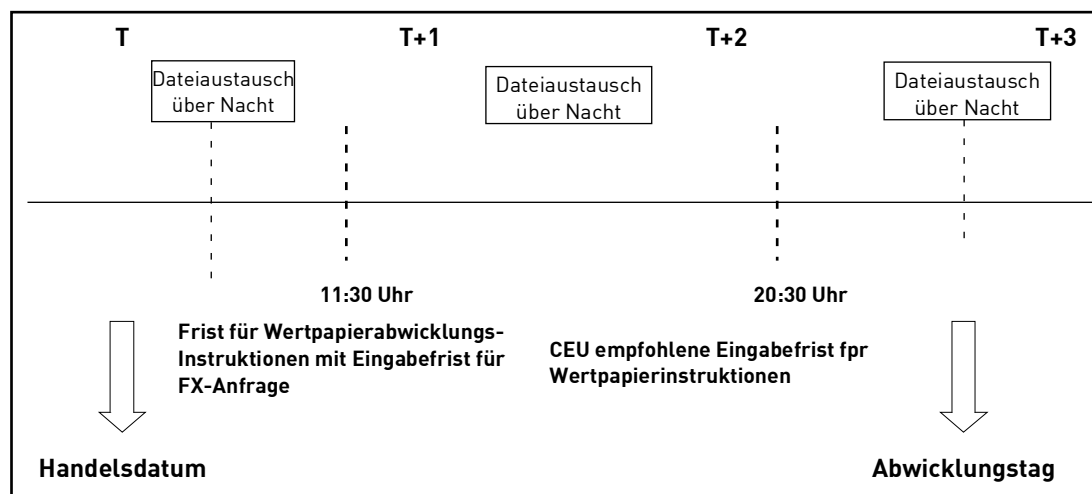 T
T+1
T+2
T+3
Dateiaustausch
über Nacht
Dateiaustausch
über Nacht
Dateiaustausch
über Nacht
11:30 Uhr
20:30 Uhr
Frist für Wertpapierabwicklungs-
Instruktionen mit Eingabefrist für
FX-Anfrage
CEU empfohlene Eingabefrist fpr
Wertpapierinstruktionen
Handelsdatum
Abwicklungstag